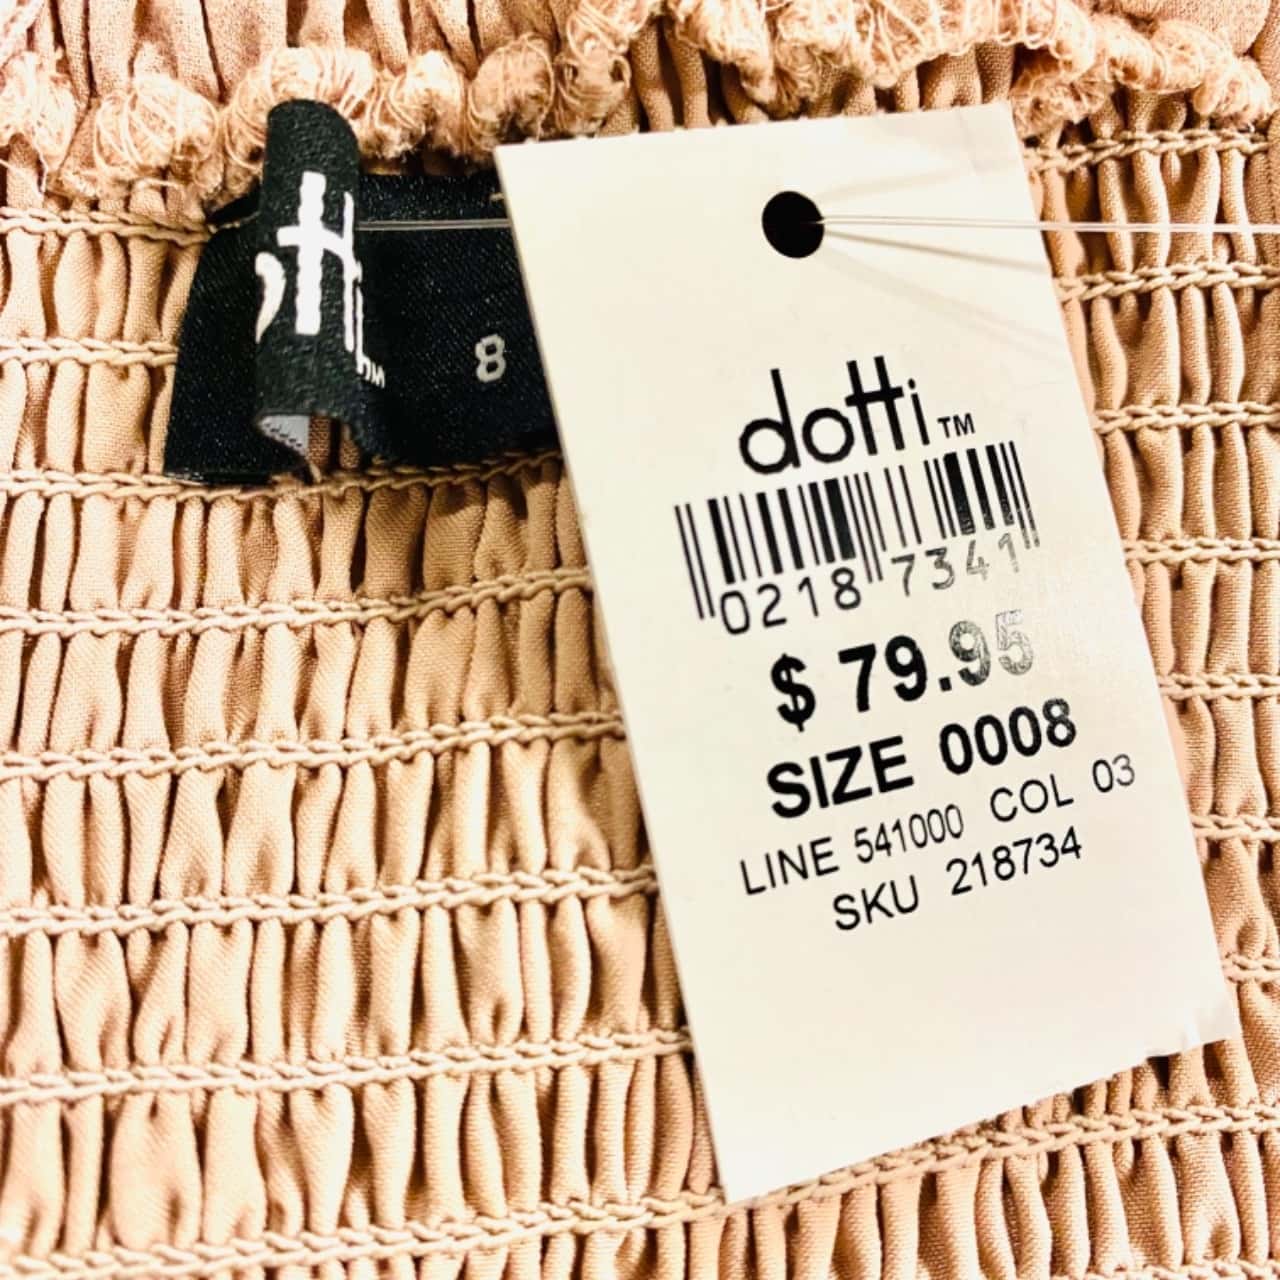 8
dotti™
0218 7341
$ 79.95
SIZE 0008
LINE 541000 COL 03
SKU 218734